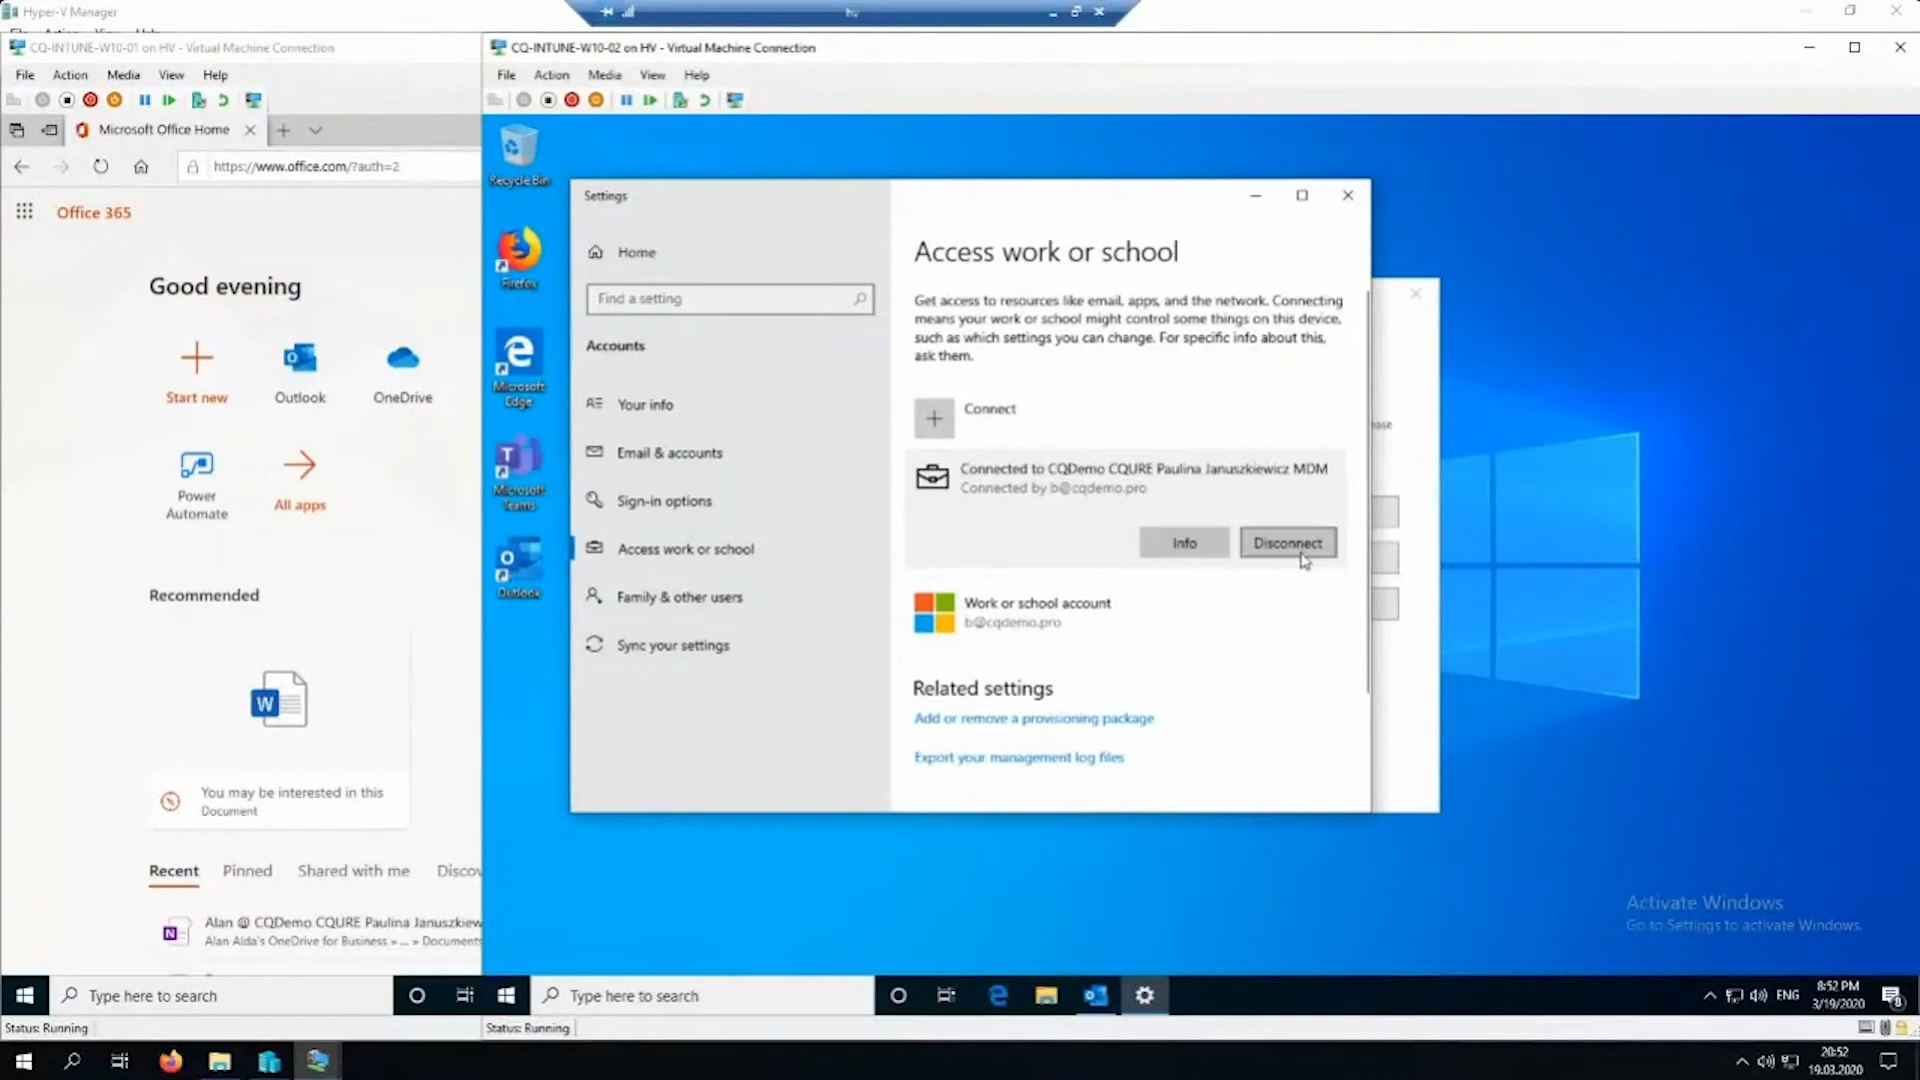 Hyper-V Manager
hv
CQ-INTUNE-W10-01 on HV - Virtual Machine Connection
File Action Media View Help
Microsoft Office Home
https://www.office.com/?auth=2
Office 365
Good evening
Start new
Outlook
OneDrive
Power
Automate
All apps
Recommended
W
You may be interested in this
Document
Recent Pinned Shared with me Discov
Alan @ CQDemo CQURE Paulina Januszkiew
Alan Alda's OneDrive for Business » ... » Documents
Type here to search
Status: Running
CQ-INTUNE-W10-02 on HV - Virtual Machine Connection
File Action Media View Help
Recycle Bin
Firefox
Microsoft
Edge
Microsoft
Teams
Outlook
Settings
Home
Find a setting
Accounts
Your info
Email & accounts
Sign-in options
Access work or school
Family & other users
Sync your settings
Access work or school
Get access to resources like email, apps, and the network. Connecting
means your work or school might control some things on this device,
such as which settings you can change. For specific info about this,
ask them.
Connect
Connected to CQDemo CQURE Paulina Januszkiewicz MDM
Connected by b@cqdemo.pro
Info
Disconnect
Work or school account
b@cqdemo.pro
Related settings
Add or remove a provisioning package
Export your management log files
Activate Windows
Go to Settings to activate Windows.
Type here to search
ENG
8:52 PM
3/19/2020
Status: Running
20:52
19.03.2020